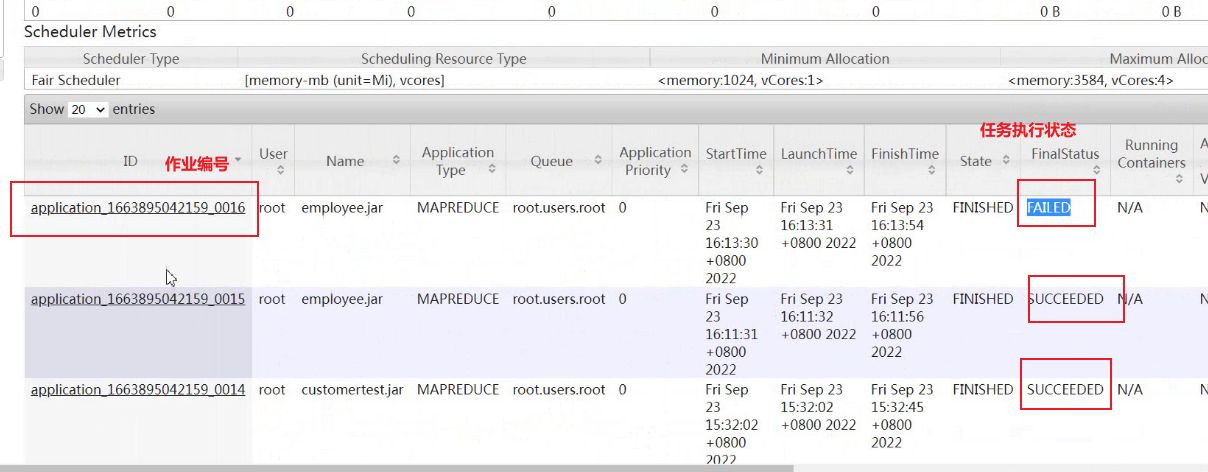 0 0 0 0 0 0 0 0 B 0 B
Scheduler Metrics
Scheduler Type Scheduling Resource Type Minimum Allocation Maximum Alloc
Fair Scheduler [memory-mb (unit=Mi), vcores] <memory:1024, vCores:1> <memory:3584, vCores:4>
Show 20 entries
任务执行状态
ID 作业编号 User Name Application Type Queue Application Priority StartTime LaunchTime FinishTime State FinalStatus Running Containers
application_1663895042159_0016 root employee.jar MAPREDUCE root.users.root 0 Fri Sep Fri Sep 23 Fri Sep 23 FINISHED FAILED N/A
23 16:13:31 16:13:54
16:13:30 +0800 2022 +0800
+0800 2022
2022
application_1663895042159_0015 root employee.jar MAPREDUCE root.users.root 0 Fri Sep Fri Sep 23 Fri Sep 23 FINISHED SUCCEEDED N/A
23 16:11:32 16:11:56
16:11:31 +0800 2022 +0800
+0800 2022
2022
application_1663895042159_0014 root customertest.jar MAPREDUCE root.users.root 0 Fri Sep Fri Sep 23 Fri Sep 23 FINISHED SUCCEEDED N/A
23 15:32:02 15:32:45
15:32:02 +0800 2022 +0800
+0800 2022
2022